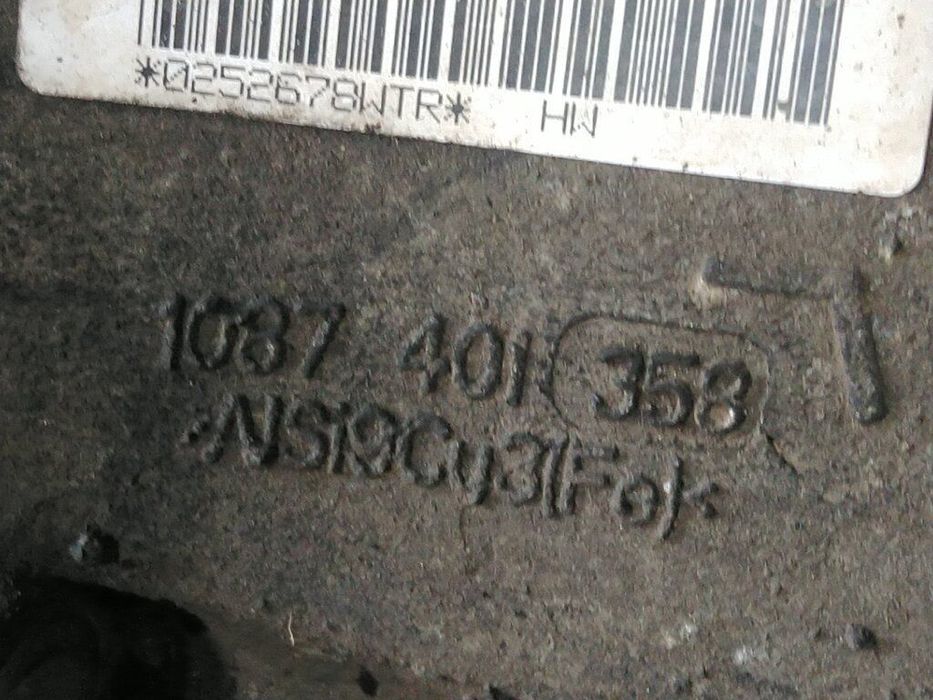 *0252678WTR* HW
1087 401 358
AlSi9Cu3(Fe)